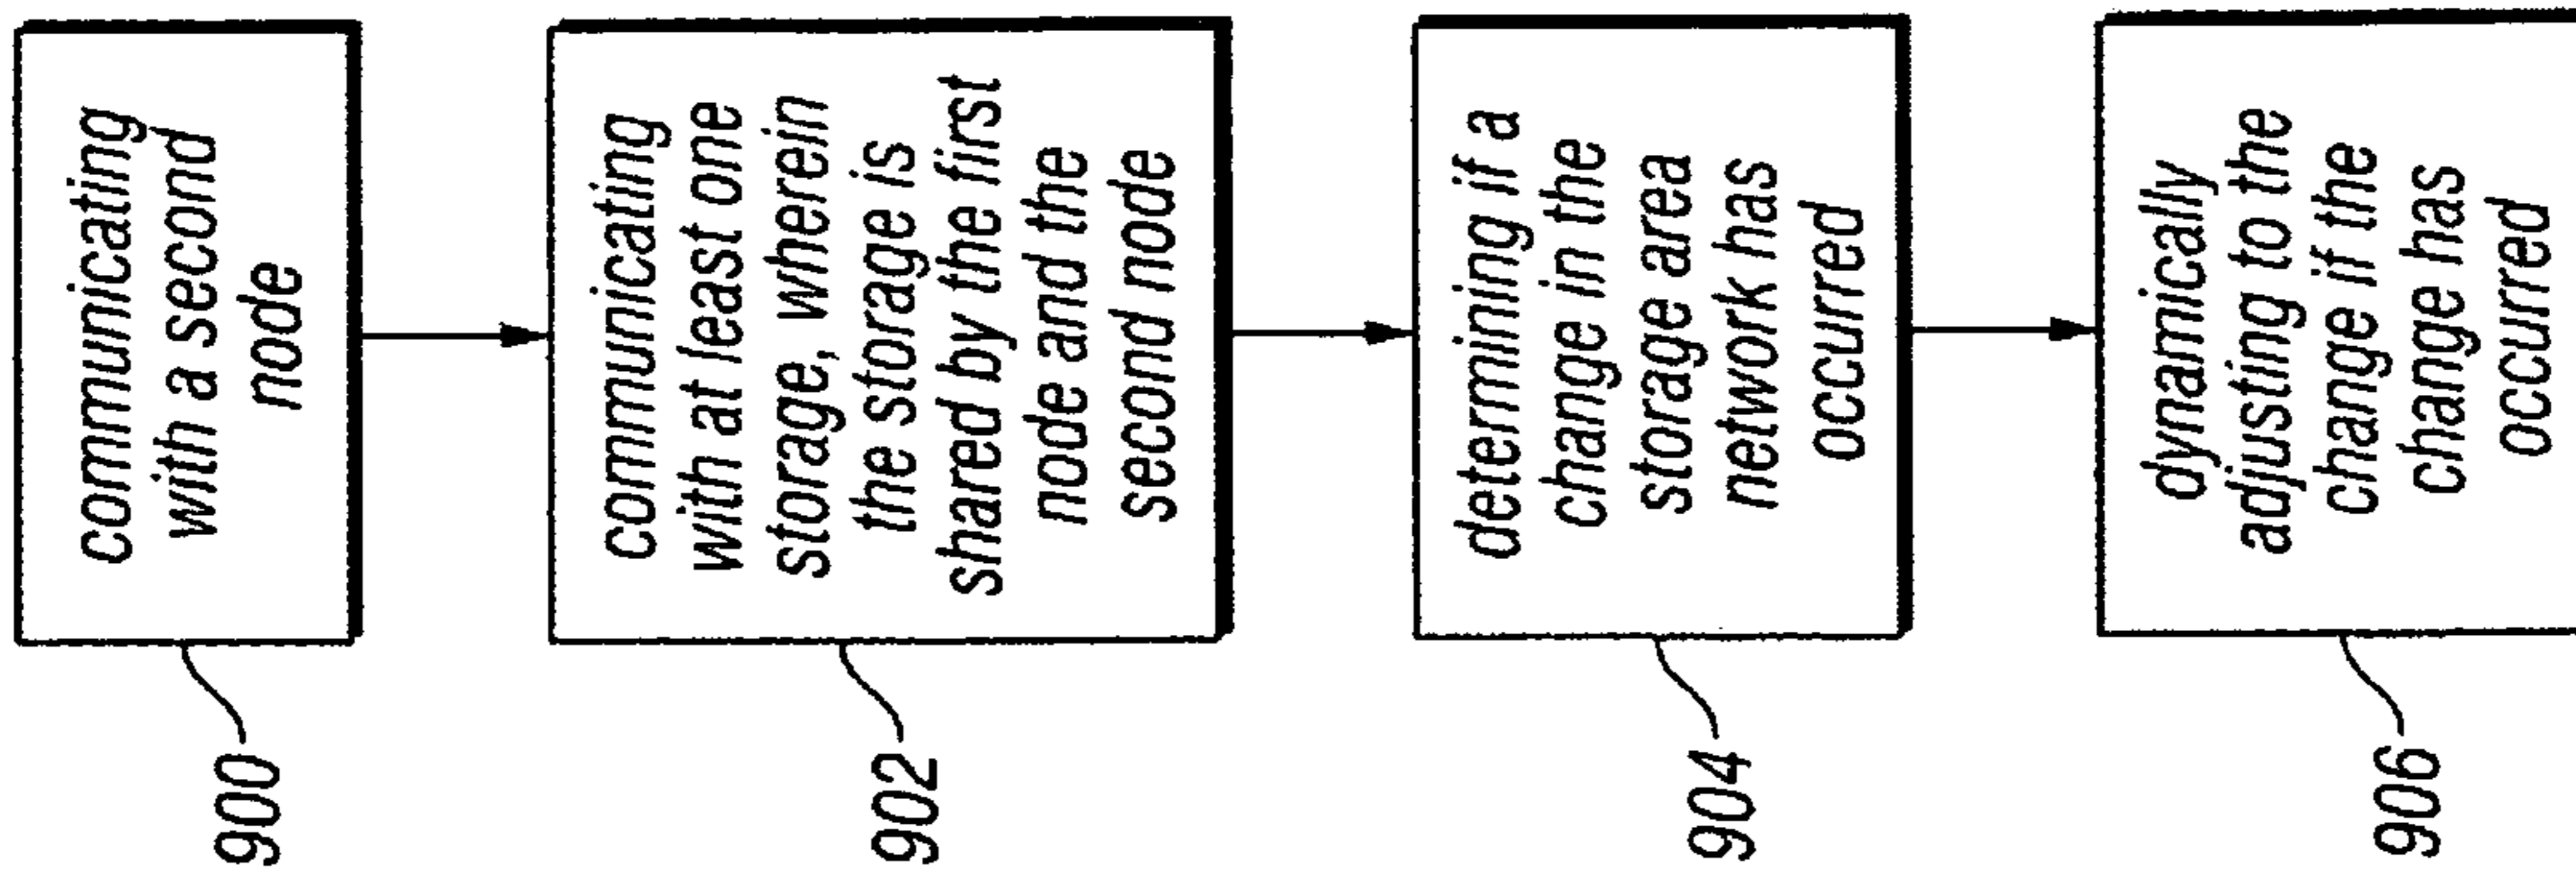 900
communicating
with a second
node
902
communicating
with at least one
storage, wherein
the storage is
shared by the first
node and the
second node
904
determining if a
change in the
storage area
network has
occurred
906
dynamically
adjusting to the
change if the
change has
occurred